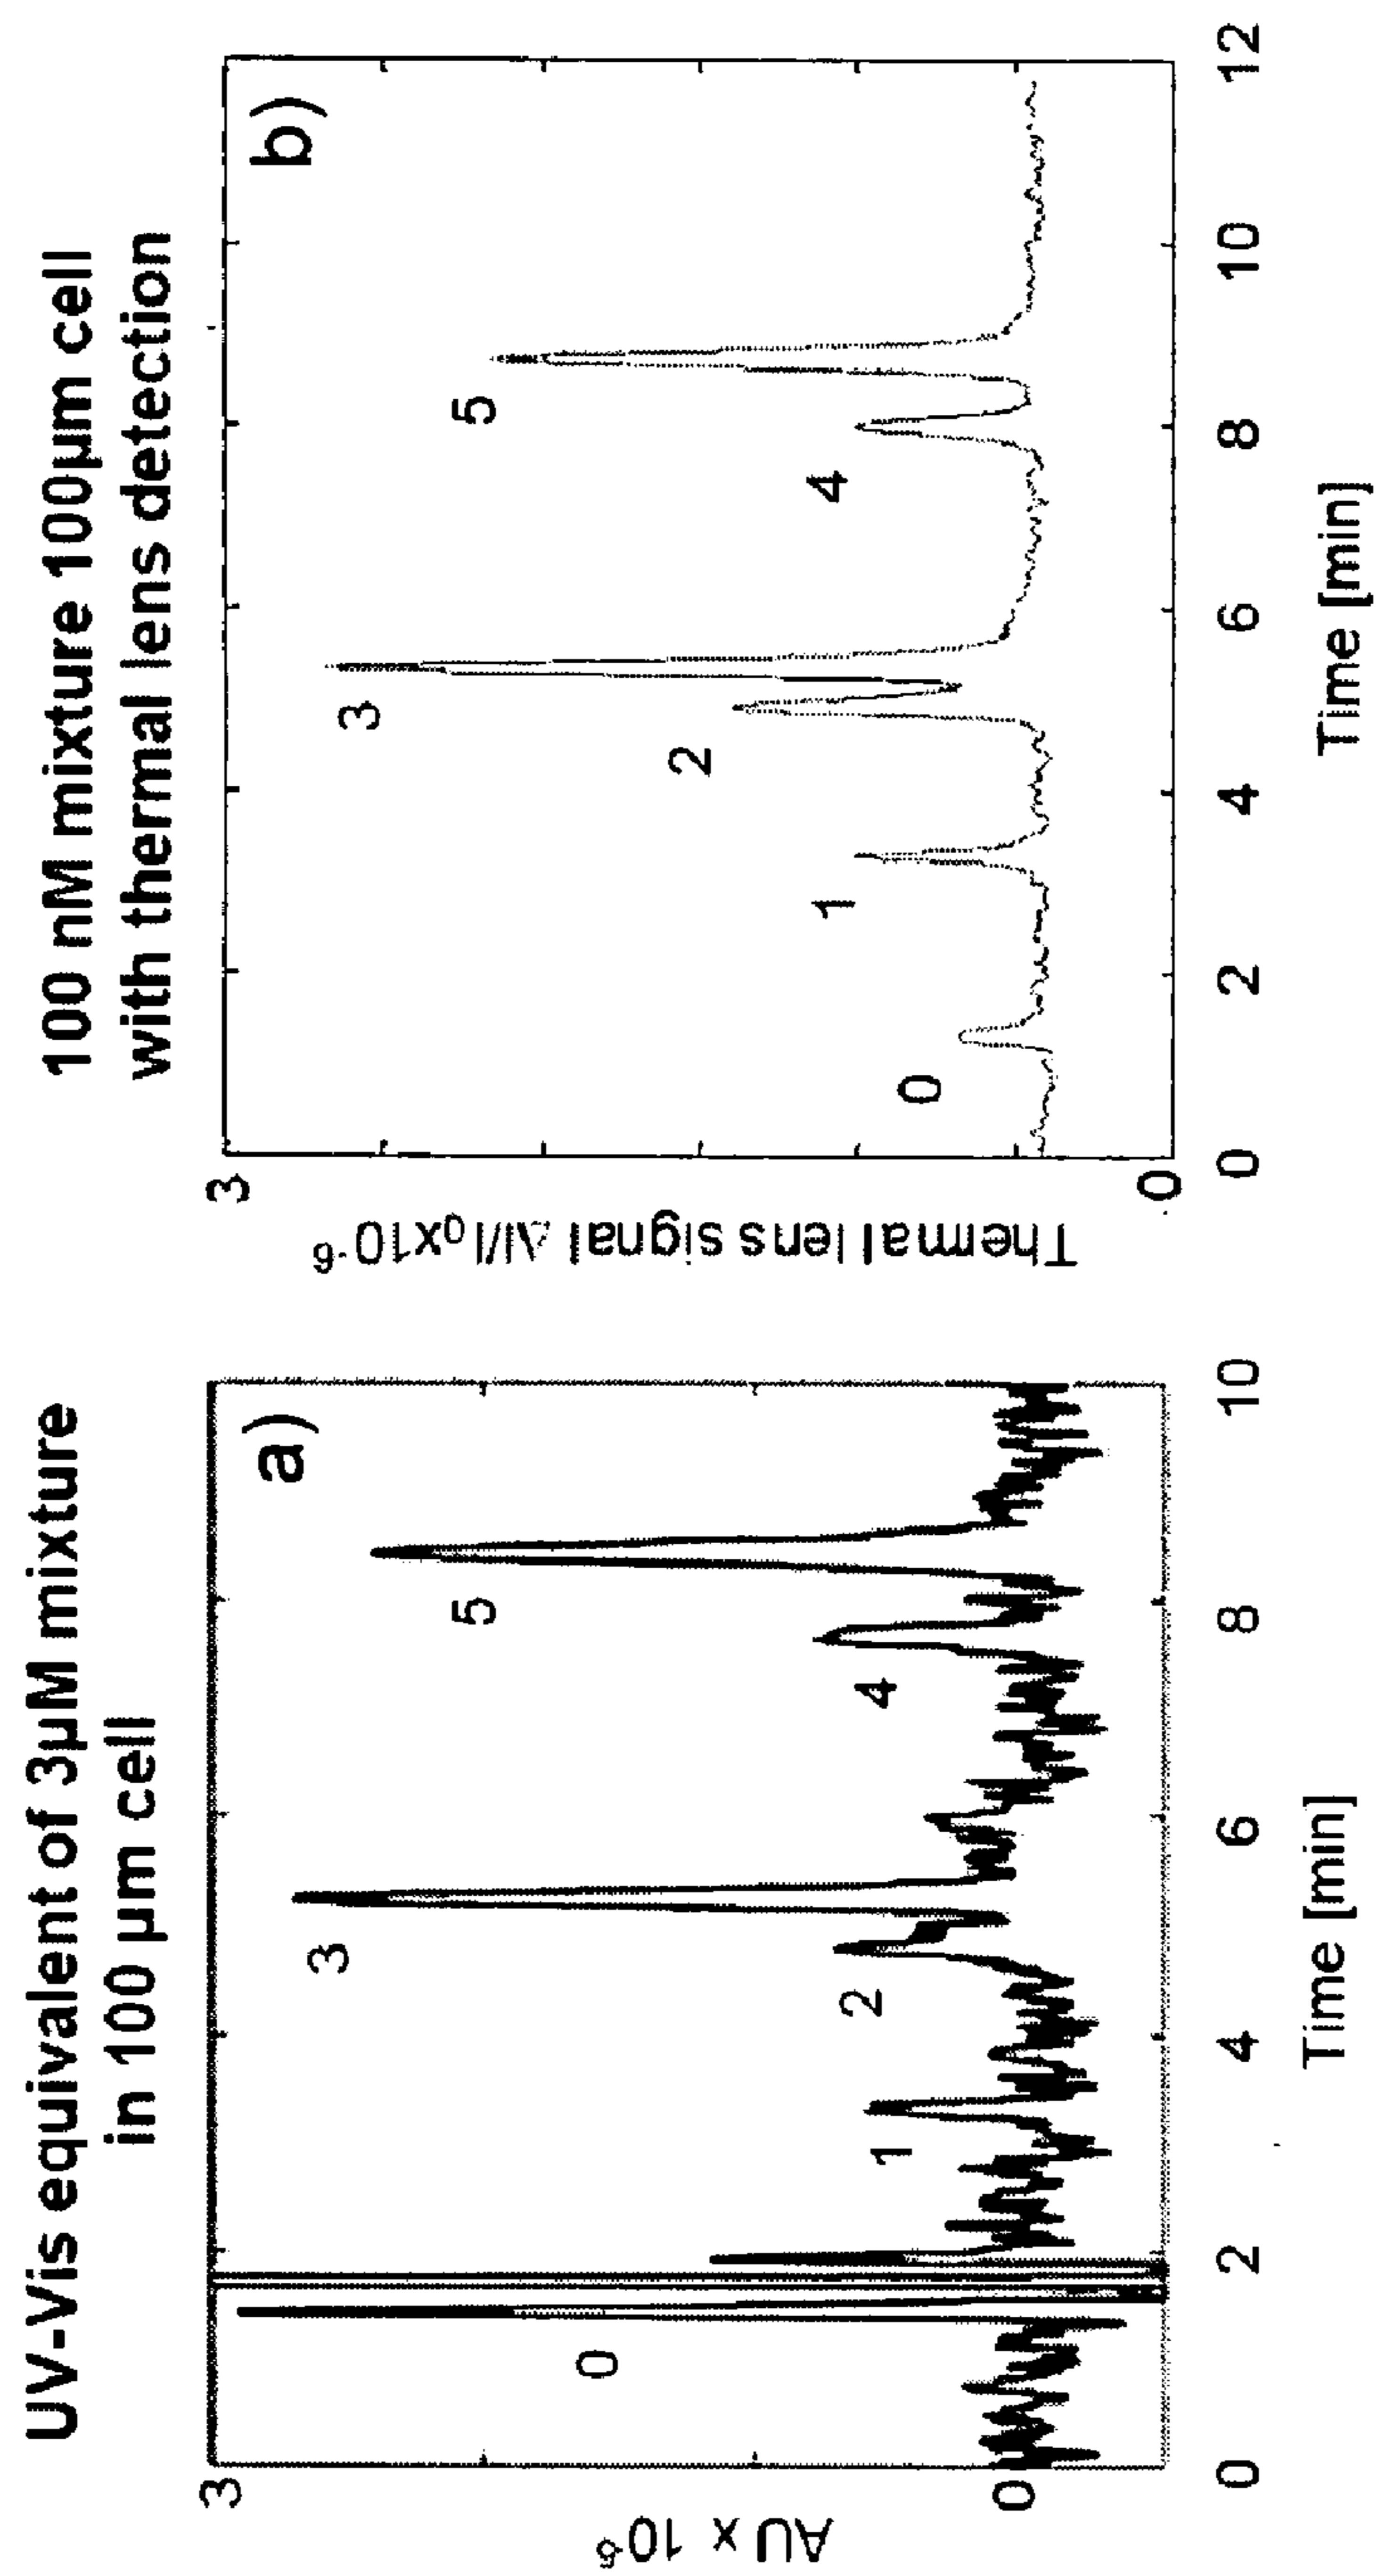 UV-Vis equivalent of 3µM mixture
in 100 µm cell
a)
3
0
AU x 10⁻⁵
0
1
2
3
4
5
0 2 4 6 8 10
Time [min]
100 nM mixture 100µm cell
with thermal lens detection
b)
3
0
Thermal lens signal ΔI/I₀x10⁻⁶
0
1
2
3
4
5
0 2 4 6 8 10 12
Time [min]